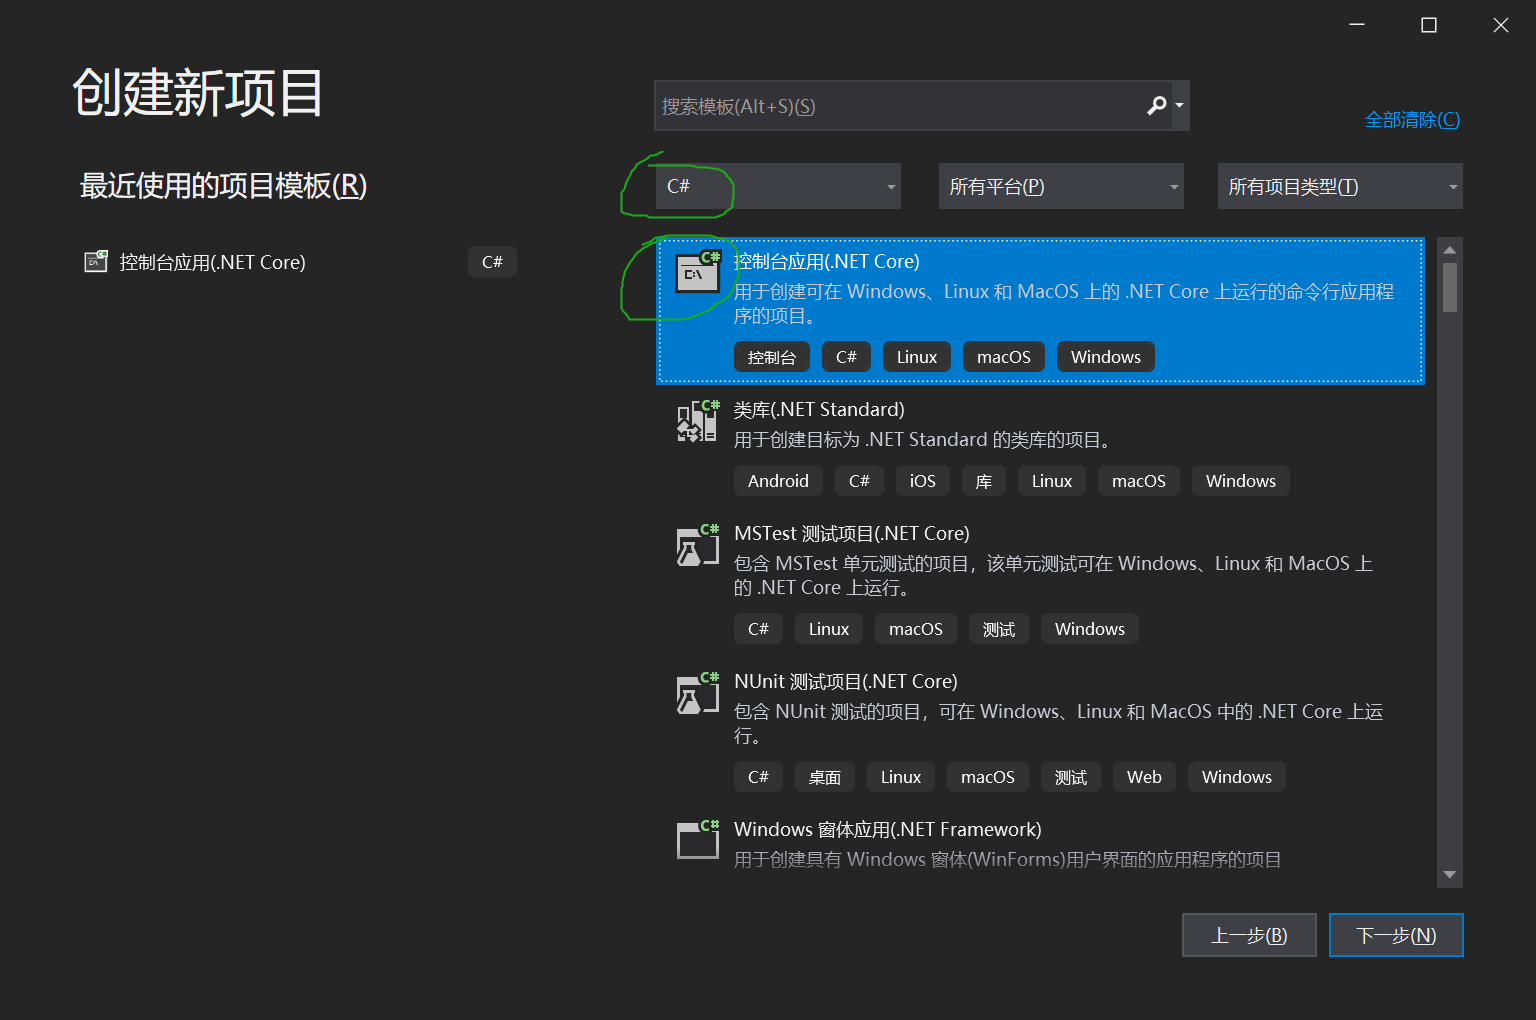 创建新项目
搜索模板(Alt+S)(S)
全部清除(C)
最近使用的项目模板(R)
C#
所有平台(P)
所有项目类型(T)
控制台应用(.NET Core)
C#
C#
C:\
控制台应用(.NET Core)
用于创建可在 Windows、Linux 和 MacOS 上的 .NET Core 上运行的命令行应用程
序的项目。
控制台
C#
Linux
macOS
Windows
C#
类库(.NET Standard)
用于创建目标为 .NET Standard 的类库的项目。
Android
C#
iOS
库
Linux
macOS
Windows
C#
MSTest 测试项目(.NET Core)
包含 MSTest 单元测试的项目，该单元测试可在 Windows、Linux 和 MacOS 上
的 .NET Core 上运行。
C#
Linux
macOS
测试
Windows
C#
NUnit 测试项目(.NET Core)
包含 NUnit 测试的项目，可在 Windows、Linux 和 MacOS 中的 .NET Core 上运
行。
C#
桌面
Linux
macOS
测试
Web
Windows
C#
Windows 窗体应用(.NET Framework)
用于创建具有 Windows 窗体(WinForms)用户界面的应用程序的项目
上一步(B)
下一步(N)